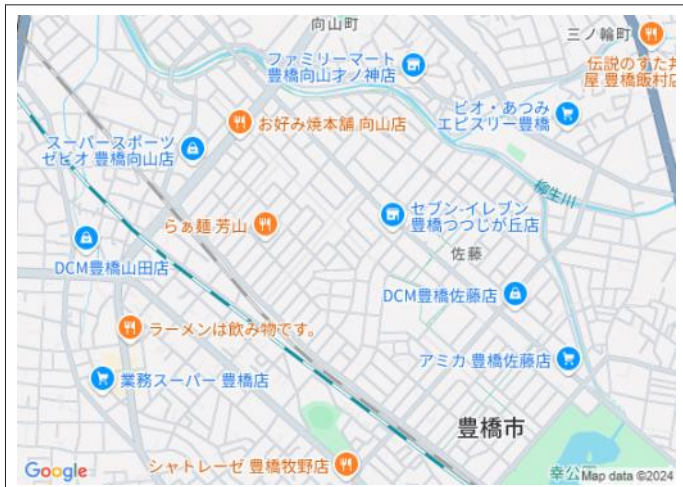 向山町
三ノ輪町
ファミリーマート
豊橋向山才ノ神店
伝説のすた丼
屋 豊橋飯村店
ビオ・あつみ
エピスリー豊橋
お好み焼本舗 向山店
スーパースポーツ
ゼビオ 豊橋向山店
柳生川
セブン-イレブン
豊橋つつじが丘店
らぁ麺 芳山
佐藤
DCM豊橋山田店
DCM豊橋佐藤店
ラーメンは飲み物です。
アミカ 豊橋佐藤店
業務スーパー 豊橋店
豊橋市
シャトレーゼ 豊橋牧野店
幸公園
Google
Map data ©2024